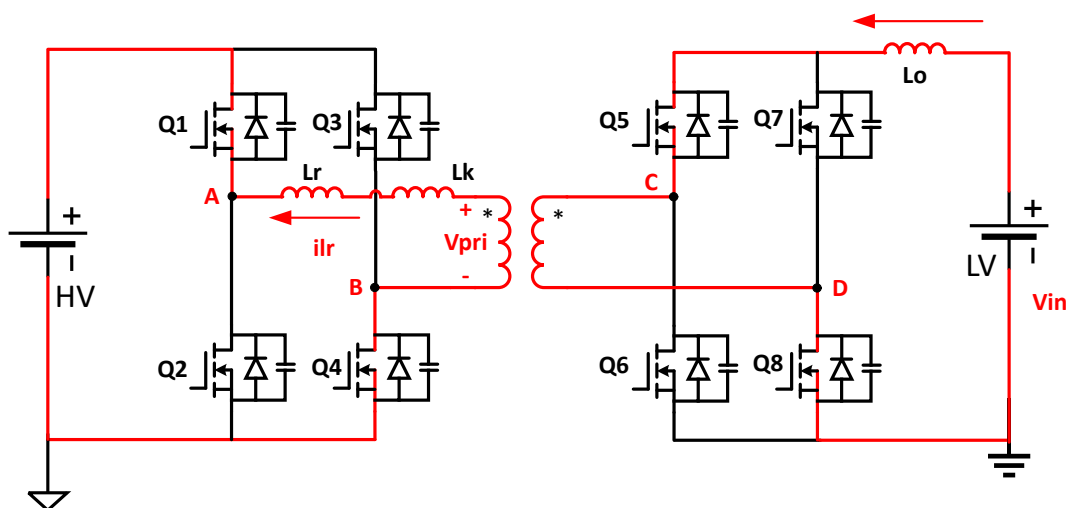 Lo
Q1
Q3
Q5
Q7
Lr
Lk
A
C
+
*
*
+
ilr
Vpri
+
-
B
D
HV
LV
Vin
Q2
Q4
Q6
Q8